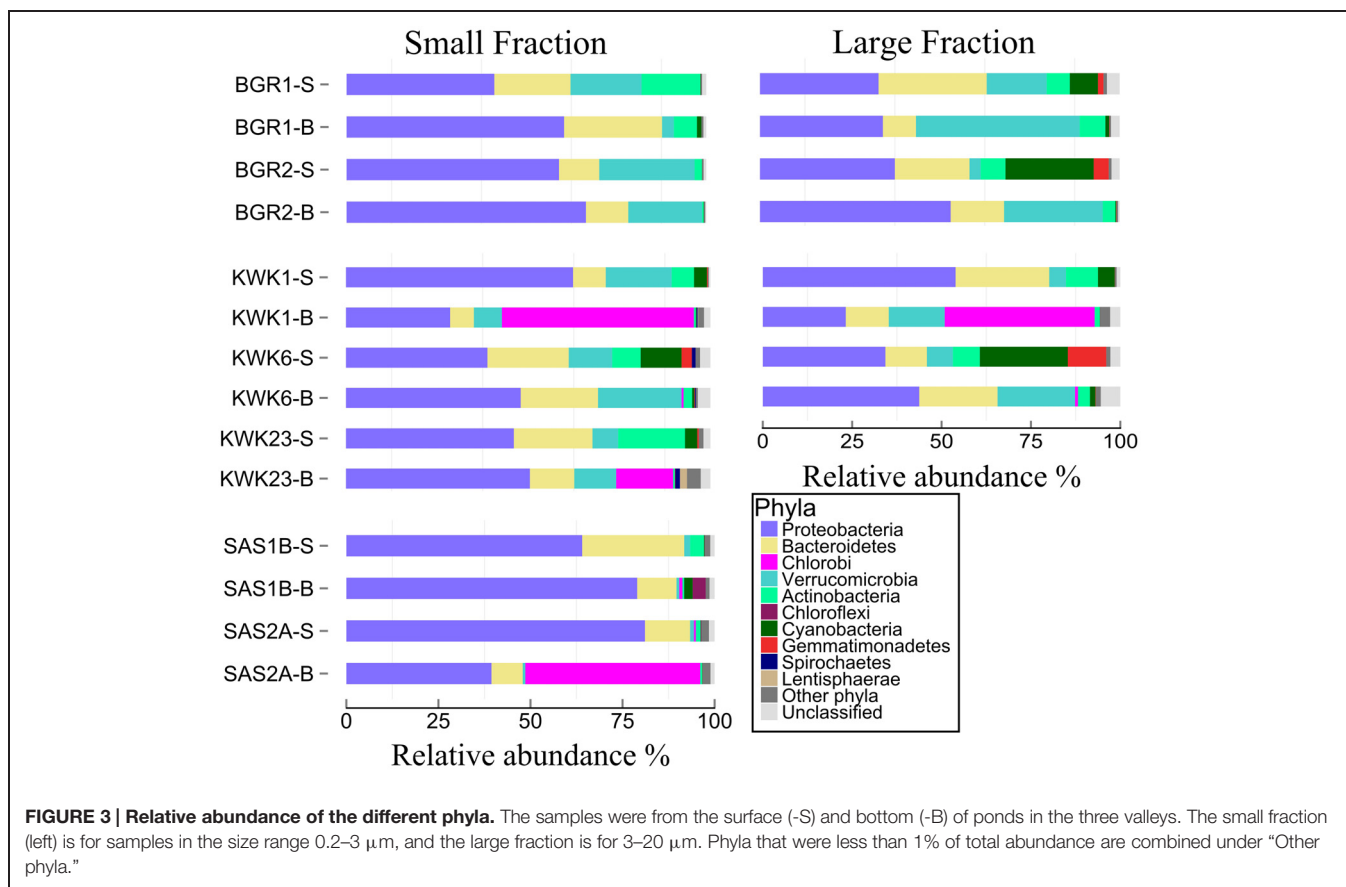 Small Fraction
Large Fraction
BGR1-S
BGR1-B
BGR2-S
BGR2-B
KWK1-S
KWK1-B
KWK6-S
KWK6-B
KWK23-S
KWK23-B
SAS1B-S
SAS1B-B
SAS2A-S
SAS2A-B
0 25 50 75 100
Relative abundance %
0 25 50 75 100
Relative abundance %
Phyla
Proteobacteria
Bacteroidetes
Chlorobi
Verrucomicrobia
Actinobacteria
Chloroflexi
Cyanobacteria
Gemmatimonadetes
Spirochaetes
Lentisphaerae
Other phyla
Unclassified
FIGURE 3 | Relative abundance of the different phyla. The samples were from the surface (-S) and bottom (-B) of ponds in the three valleys. The small fraction
(left) is for samples in the size range 0.2–3 μm, and the large fraction is for 3–20 μm. Phyla that were less than 1% of total abundance are combined under “Other
phyla.”